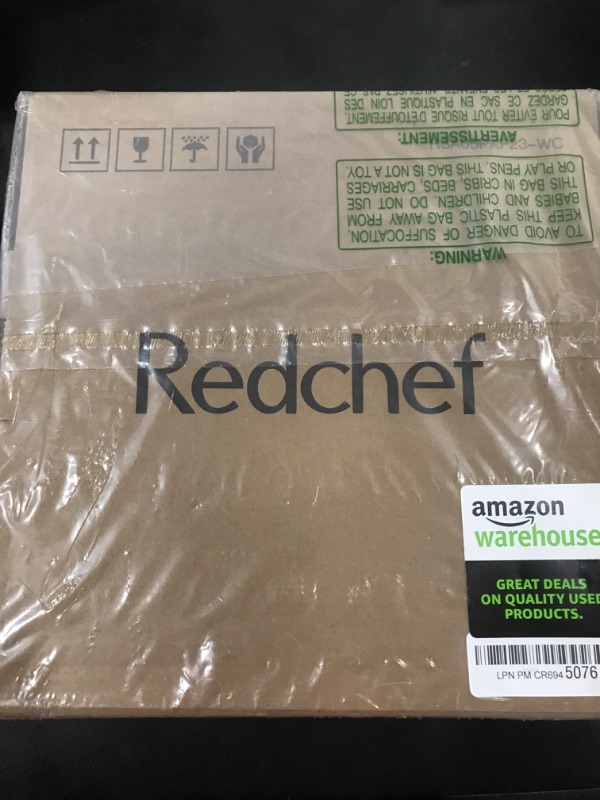 WARNING:
TO AVOID DANGER OF SUFFOCATION,
KEEP THIS PLASTIC BAG AWAY FROM
BABIES AND CHILDREN. DO NOT USE
THIS BAG IN CRIBS, BEDS, CARRIAGES
OR PLAY PENS. THIS BAG IS NOT A TOY.
AVERTISSEMENT:
POUR ÉVITER TOUT RISQUE D'ÉTOUFFEMENT,
GARDEZ CE SAC EN PLASTIQUE LOIN DES
Redchef
amazon
warehouse
GREAT DEALS
ON QUALITY USED
PRODUCTS.
LPN PM CR694 5076